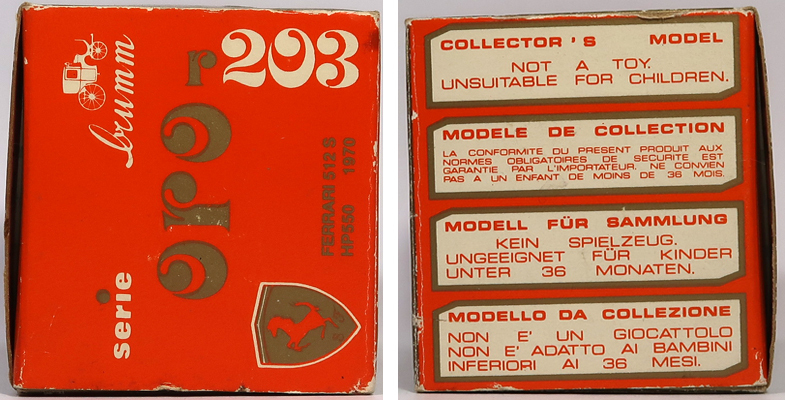 brumm
r203
oro
serie
FERRARI 512 S
HP550 1970
COLLECTOR'S MODEL
NOT A TOY.
UNSUITABLE FOR CHILDREN.
MODELE DE COLLECTION
LA CONFORMITE DU PRESENT PRODUIT AUX
NORMES OBLIGATOIRES DE SECURITE EST
GARANTIE PAR L'IMPORTATEUR. NE CONVIEN
PAS A UN ENFANT DE MOINS DE 36 MOIS.
MODELL FÜR SAMMLUNG
KEIN SPIELZEUG.
UNGEEIGNET FÜR KINDER
UNTER 36 MONATEN.
MODELLO DA COLLEZIONE
NON E' UN GIOCATTOLO
NON E' ADATTO AI BAMBINI
INFERIORI AI 36 MESI.